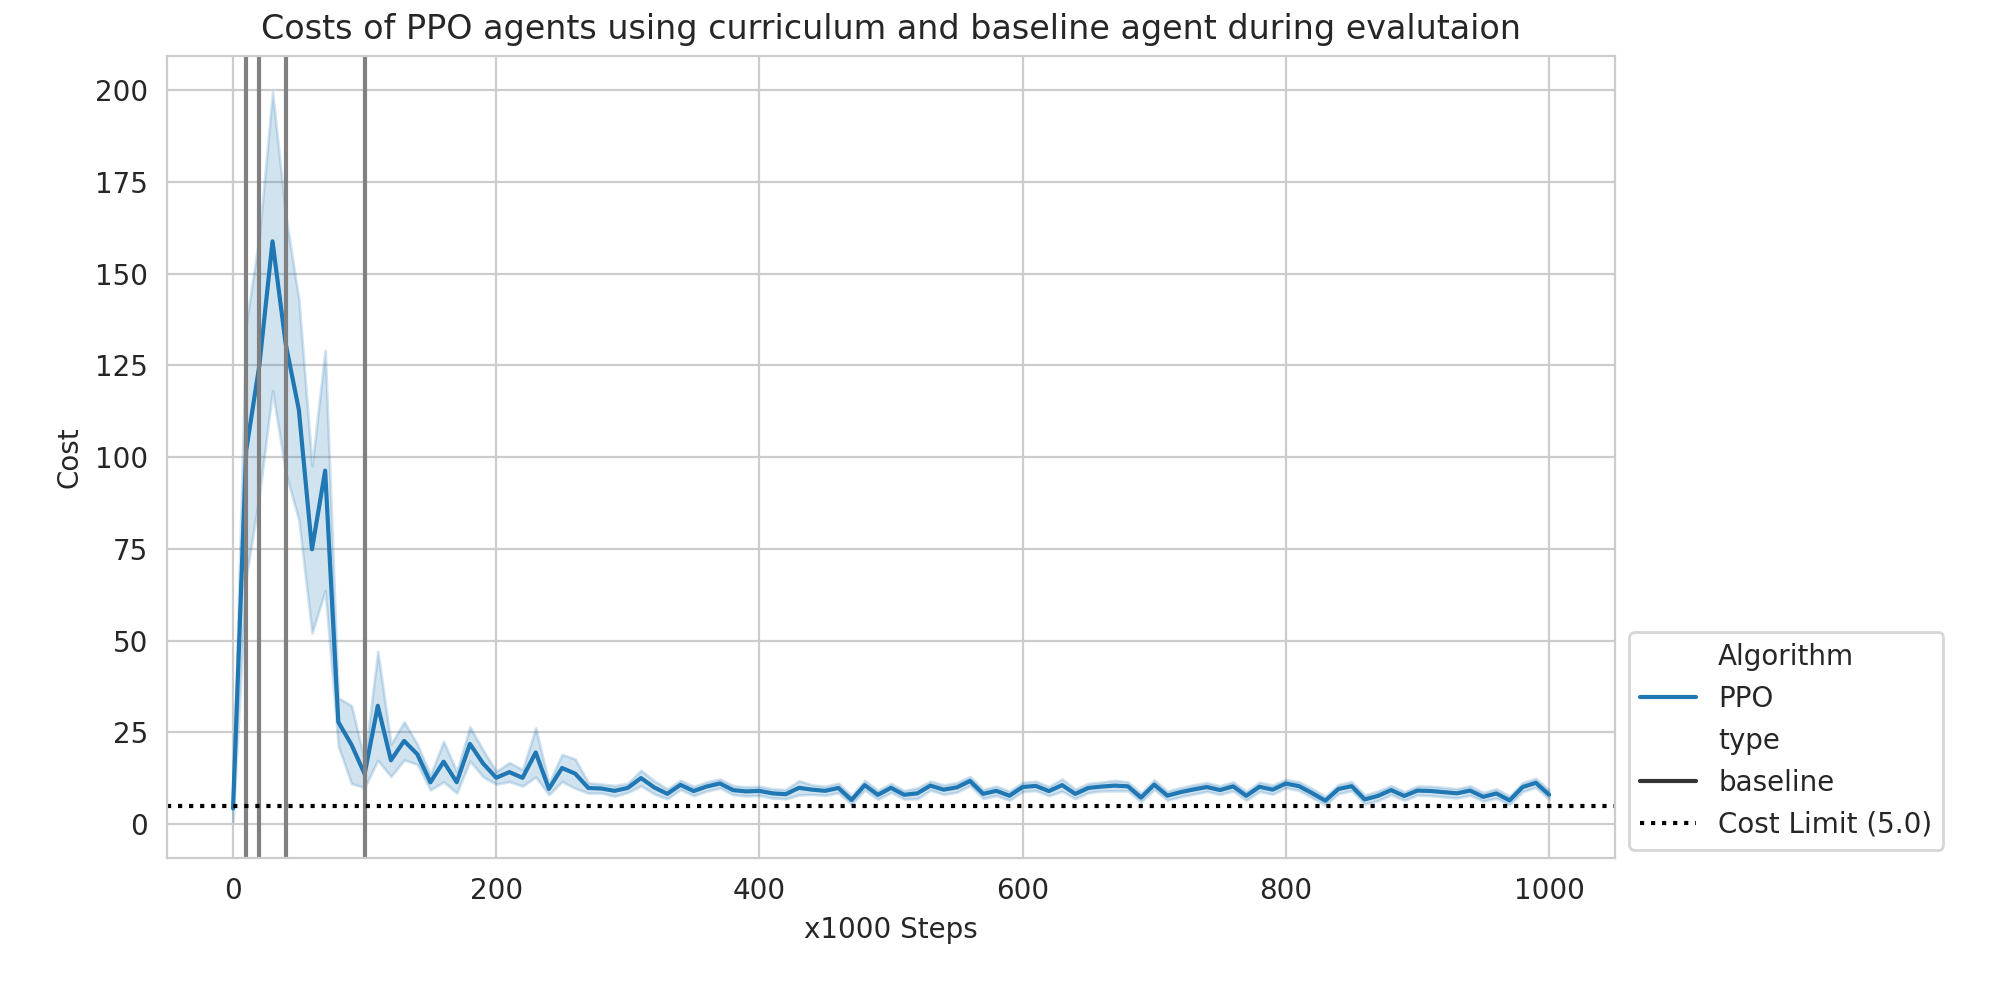 Costs of PPO agents using curriculum and baseline agent during evalutaion
200
175
150
125
100
75
50
25
0
Cost
0 200 400 600 800 1000
x1000 Steps
Algorithm
PPO
type
baseline
Cost Limit (5.0)